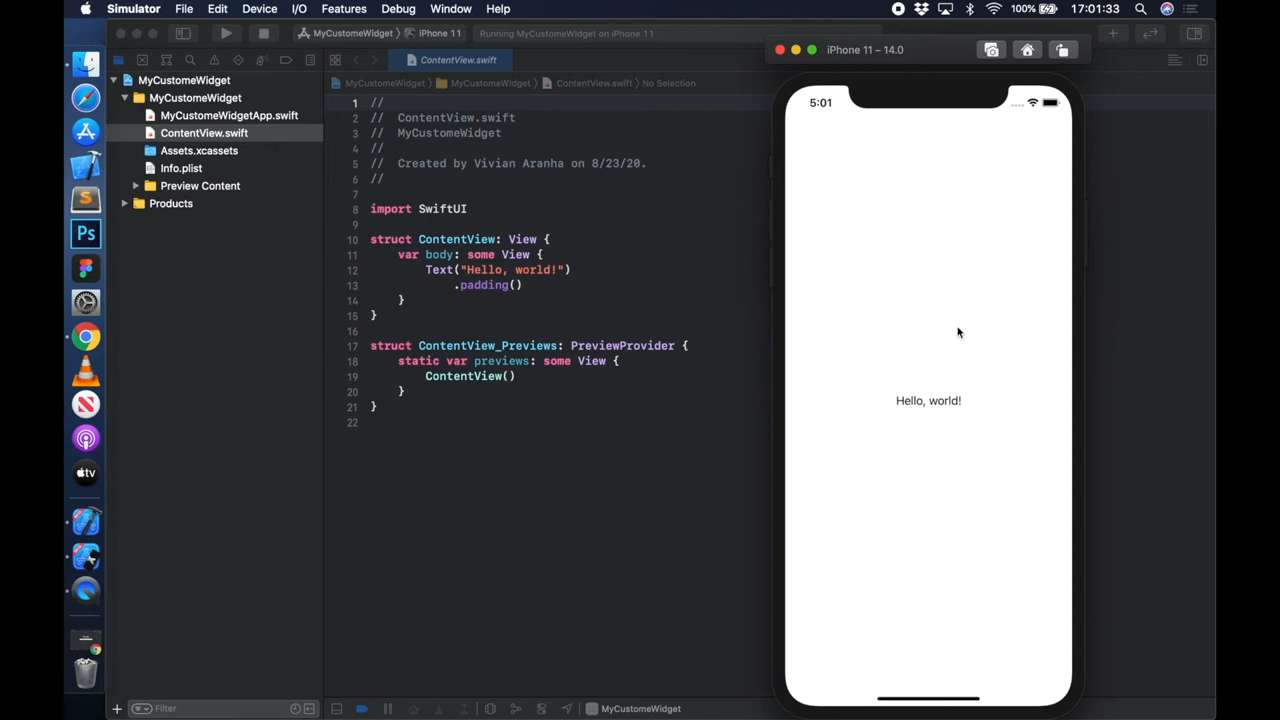 Simulator File Edit Device I/O Features Debug Window Help 100% 17:01:33
MyCustomeWidget iPhone 11 Running MyCustomeWidget on iPhone 11
iPhone 11 – 14.0
ContentView.swift
MyCustomeWidget MyCustomeWidget ContentView.swift No Selection
MyCustomeWidget
MyCustomeWidget
MyCustomeWidgetApp.swift
ContentView.swift
Assets.xcassets
Info.plist
Preview Content
Products
1 //
2 // ContentView.swift
3 // MyCustomeWidget
4 //
5 // Created by Vivian Aranha on 8/23/20.
6 //
7
8 import SwiftUI
9
10 struct ContentView: View {
11 var body: some View {
12 Text("Hello, world!")
13 .padding()
14 }
15 }
16
17 struct ContentView_Previews: PreviewProvider {
18 static var previews: some View {
19 ContentView()
20 }
21 }
22
5:01
Hello, world!
S
Ps
tv
Filter
MyCustomeWidget